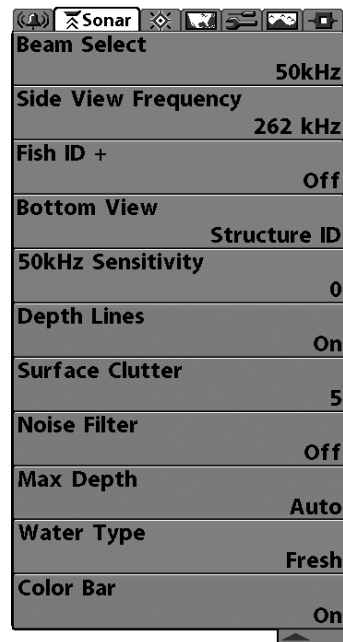 Sonar
Beam Select
50kHz
Side View Frequency
262 kHz
Fish ID +
Off
Bottom View
Structure ID
50kHz Sensitivity
0
Depth Lines
On
Surface Clutter
5
Noise Filter
Off
Max Depth
Auto
Water Type
Fresh
Color Bar
On